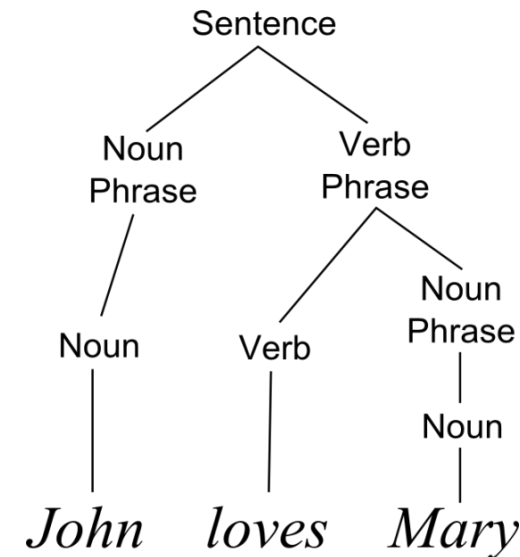 Sentence
Noun
Phrase
Verb
Phrase
Noun
Phrase
Noun
Verb
Noun
John loves Mary